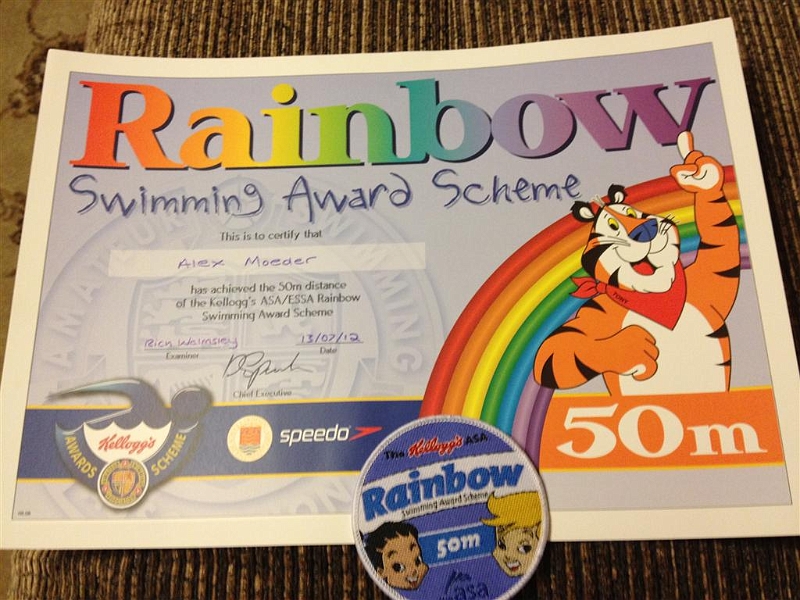 Rainbow
Swimming Award Scheme
This is to certify that
Alex Moeder
has achieved the 50m distance
of the Kellogg's ASA/ESSA Rainbow
Swimming Award Scheme
Rich Walmsley
13/07/12
Examiner
Date
Chief Executive
TONY
50m
Kellogg's
AWARDS SCHEME
speedo
The Kellogg's ASA
Rainbow
Swimming Award Scheme
50m
asa